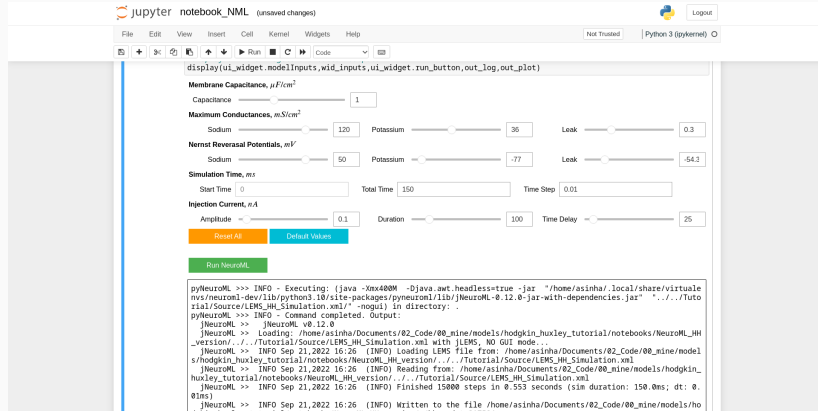 jupyter notebook_NML (unsaved changes) Logout
File Edit View Insert Cell Kernel Widgets Help Not Trusted Python 3 (ipykernel)
Run Code
display(ui_widget.modelInputs,wid_inputs,ui_widget.run_button,out_log,out_plot)
Membrane Capacitance, μF/cm²
Capacitance 1
Maximum Conductances, mS/cm²
Sodium 120 Potassium 36 Leak 0.3
Nernst Reverasal Potentials, mV
Sodium 50 Potassium -77 Leak -54.3
Simulation Time, ms
Start Time 0 Total Time 150 Time Step 0.01
Injection Current, nA
Amplitude 0.1 Duration 100 Time Delay 25
Reset All Default Values
Run NeuroML
pyNeuroML >>> INFO - Executing: (java -Xmx400M -Djava.awt.headless=true -jar "/home/asinha/.local/share/virtuale
nvs/neuroml-dev/lib/python3.10/site-packages/pyneuroml/lib/jNeuroML-0.12.0-jar-with-dependencies.jar" "../../Tuto
rial/Source/LEMS_HH_Simulation.xml/" -nogui) in directory: .
pyNeuroML >>> INFO - Command completed. Output:
jNeuroML >> jNeuroML v0.12.0
jNeuroML >> Loading: /home/asinha/Documents/02_Code/00_mine/models/hodgkin_huxley_tutorial/notebooks/NeuroML_HH
_version/../../Tutorial/Source/LEMS_HH_Simulation.xml with jLEMS, NO GUI mode...
jNeuroML >> INFO Sep 21,2022 16:26 (INFO) Loading LEMS file from: /home/asinha/Documents/02_Code/00_mine/model
s/hodgkin_huxley_tutorial/notebooks/NeuroML_HH_version/../../Tutorial/Source/LEMS_HH_Simulation.xml
jNeuroML >> INFO Sep 21,2022 16:26 (INFO) Reading from: /home/asinha/Documents/02_Code/00_mine/models/hodgkin_
huxley_tutorial/notebooks/NeuroML_HH_version/../../Tutorial/Source/LEMS_HH_Simulation.xml
jNeuroML >> INFO Sep 21,2022 16:26 (INFO) Finished 15000 steps in 0.553 seconds (sim duration: 150.0ms; dt: 0.
01ms)
jNeuroML >> INFO Sep 21,2022 16:26 (INFO) Written to the file /home/asinha/Documents/02_Code/00_mine/models/ho